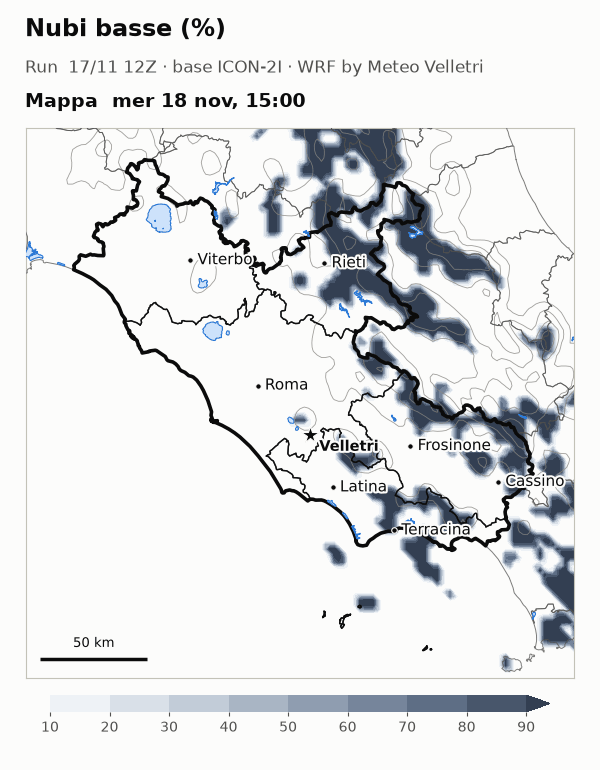 Nubi basse (%)
Run  17/11 12Z · base ICON-2I · WRF by Meteo Velletri
Mappa  mer 18 nov, 15:00
Viterbo
Rieti
Roma
Velletri
Frosinone
Latina
Cassino
Terracina
50 km
10 20 30 40 50 60 70 80 90